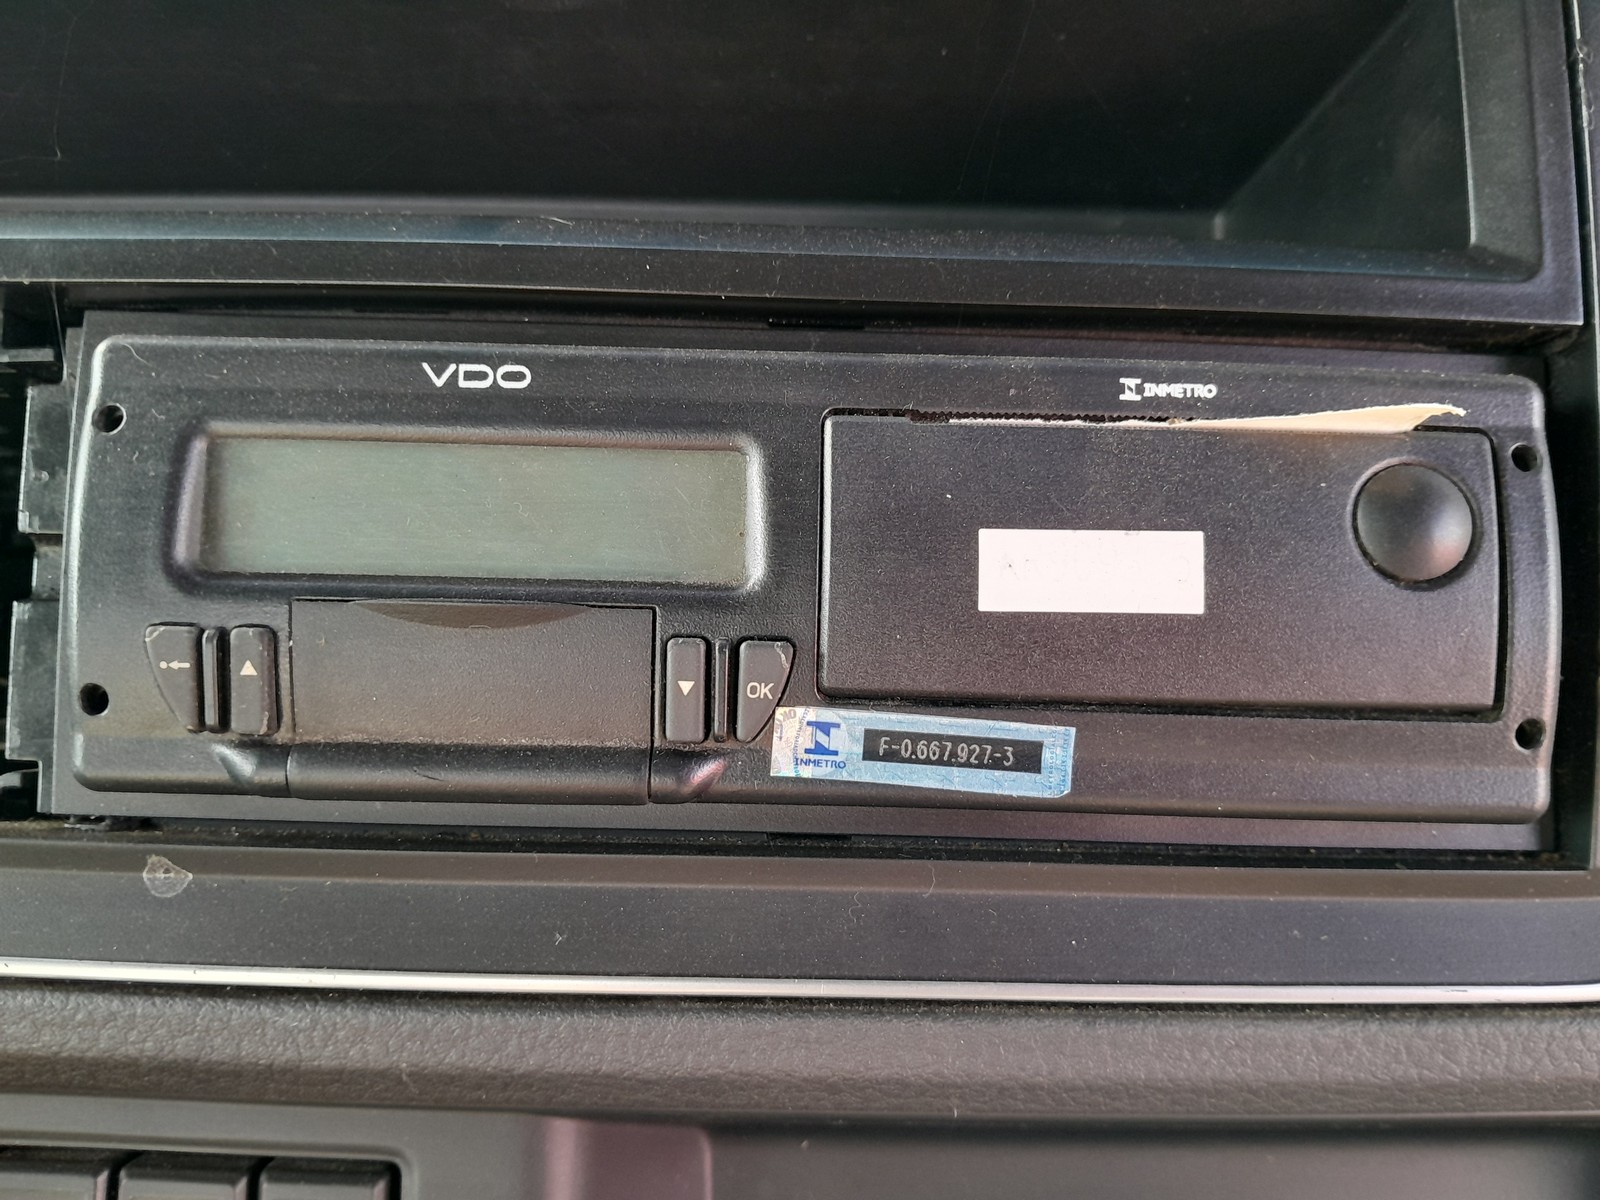 VDO
INMETRO
OK
INMETRO
F-0.667.927-3